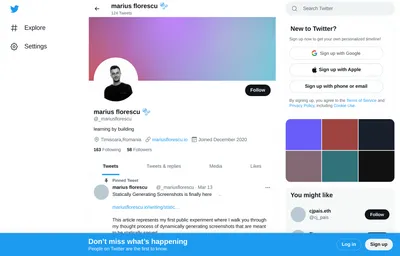 marius florescu
124 Tweets
Search Twitter
Explore
Settings
Follow
marius florescu
@_mariusflorescu
learning by building
Timisoara,Romania mariusflorescu.ro Joined December 2020
163 Following 59 Followers
Tweets Tweets & replies Media Likes
Pinned Tweet
marius florescu @_mariusflorescu · Mar 13
Statically Generating Screenshots is finally here
mariusflorescu.ro/writing/static…
This article represents my first public experiment where I walk you through
my thought process of dynamically generating screenshots that are meant
New to Twitter?
Sign up now to get your own personalized timeline!
Sign up with Google
Sign up with Apple
Sign up with phone or email
By signing up, you agree to the Terms of Service and
Privacy Policy, including Cookie Use.
You might like
cjpais.eth
@cj_pais
Follow
Don't miss what's happening
People on Twitter are the first to know.
Log in
Sign up